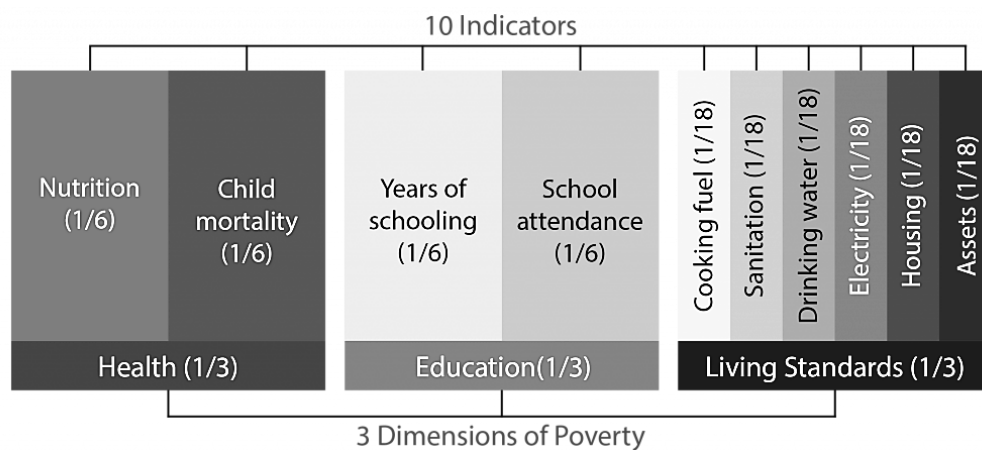 10 Indicators
Nutrition
(1/6)
Child
mortality
(1/6)
Years of
schooling
(1/6)
School
attendance
(1/6)
Cooking fuel (1/18)
Sanitation (1/18)
Drinking water (1/18)
Electricity (1/18)
Housing (1/18)
Assets (1/18)
Health (1/3)
Education(1/3)
Living Standards (1/3)
3 Dimensions of Poverty